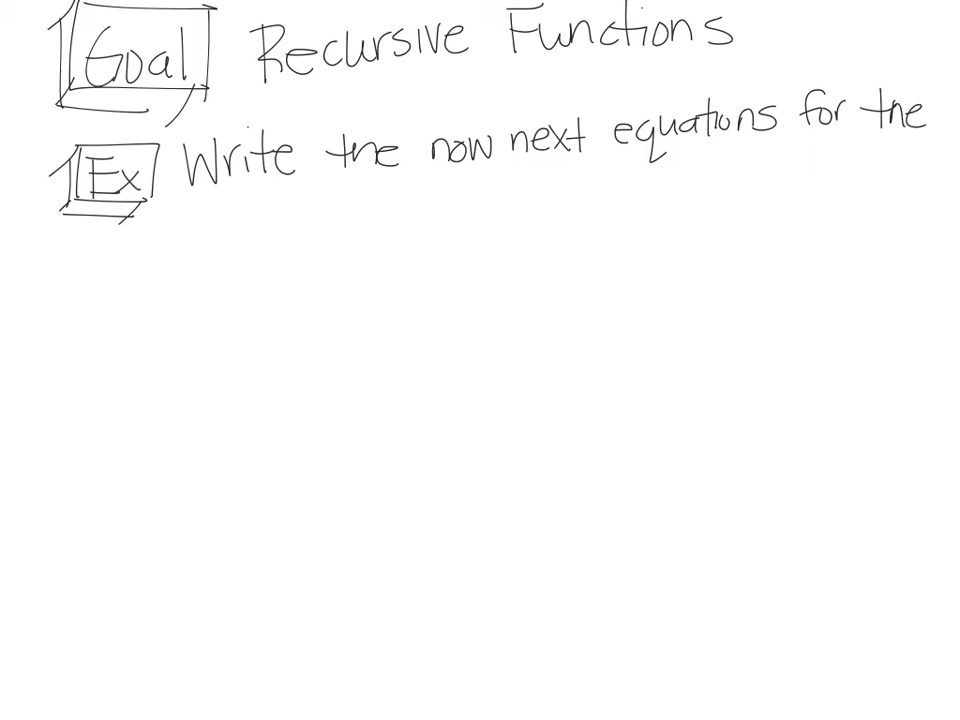 Goal Recursive Functions
Ex Write the now next equations for the